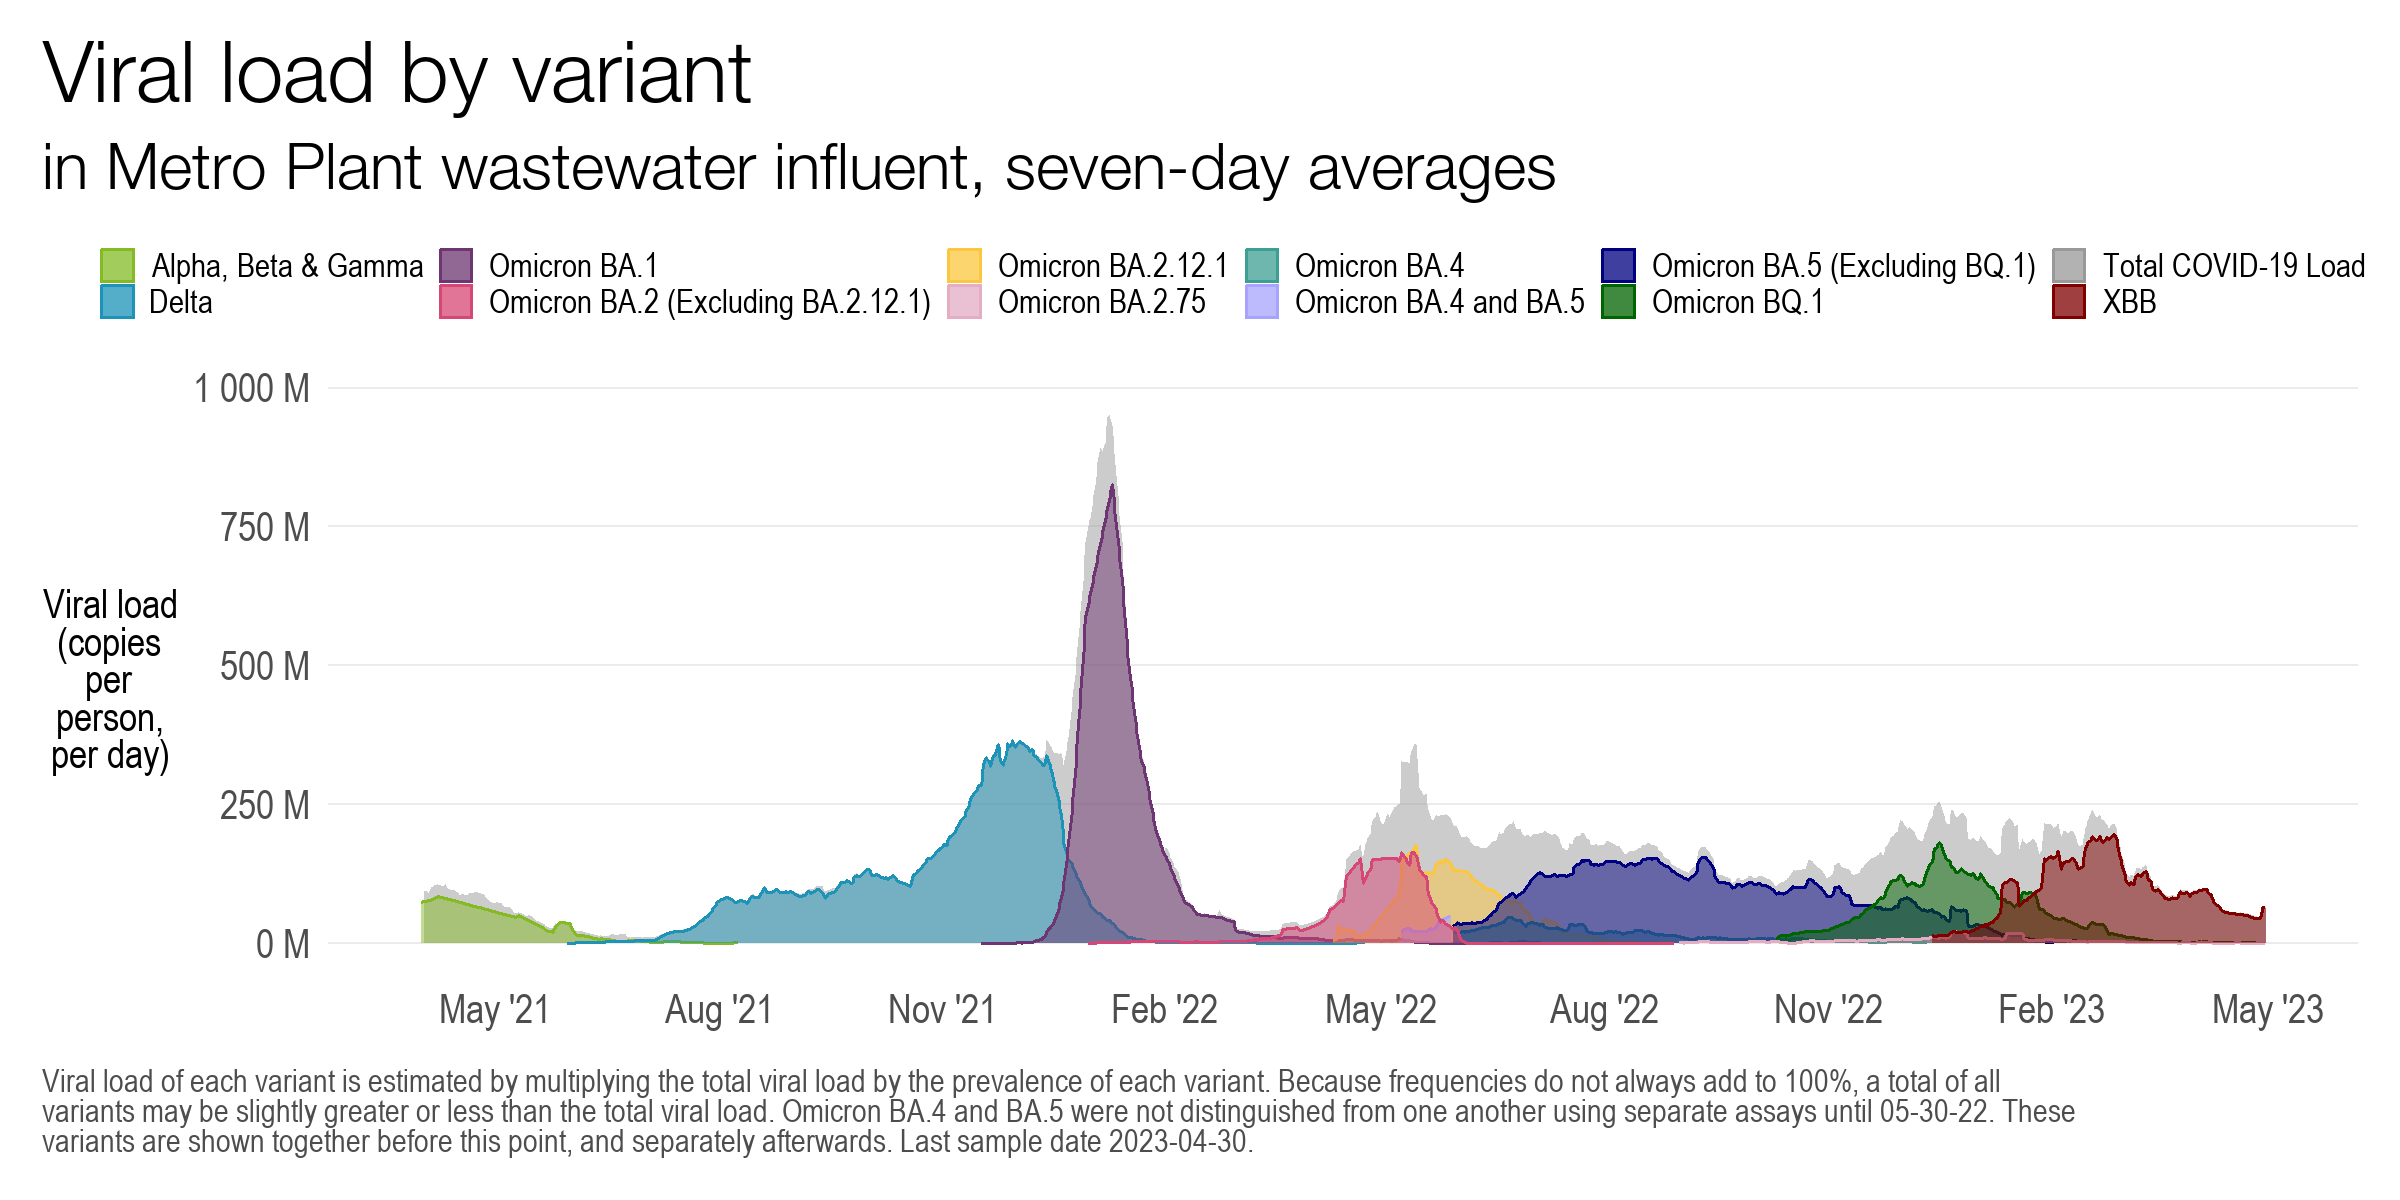 Viral load by variant
in Metro Plant wastewater influent, seven-day averages
Alpha, Beta & Gamma
Delta
Omicron BA.1
Omicron BA.2 (Excluding BA.2.12.1)
Omicron BA.2.12.1
Omicron BA.2.75
Omicron BA.4
Omicron BA.4 and BA.5
Omicron BA.5 (Excluding BQ.1)
Omicron BQ.1
Total COVID-19 Load
XBB
1 000 M
750 M
500 M
250 M
0 M
Viral load
(copies
per
person,
per day)
May '21
Aug '21
Nov '21
Feb '22
May '22
Aug '22
Nov '22
Feb '23
May '23
Viral load of each variant is estimated by multiplying the total viral load by the prevalence of each variant. Because frequencies do not always add to 100%, a total of all
variants may be slightly greater or less than the total viral load. Omicron BA.4 and BA.5 were not distinguished from one another using separate assays until 05-30-22. These
variants are shown together before this point, and separately afterwards. Last sample date 2023-04-30.